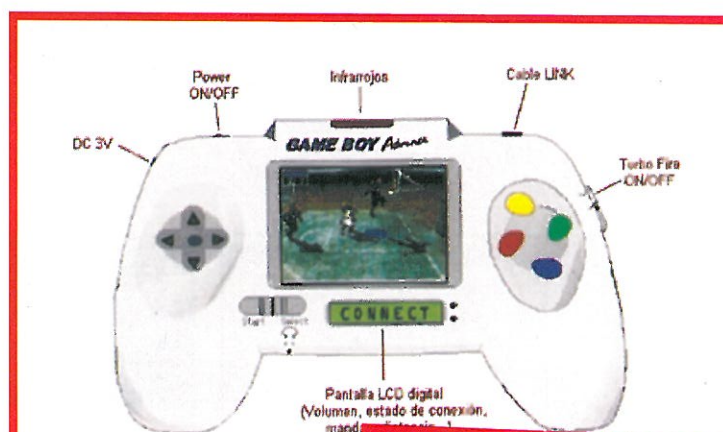 Power
ON/OFF
Infrarrojos
Cable LINK
DC 3V
GAME BOY Advance
Turbo Fire
ON/OFF
Start
Select
CONNECT
Pantalla LCD digital
(Volumen, estado de conexión,